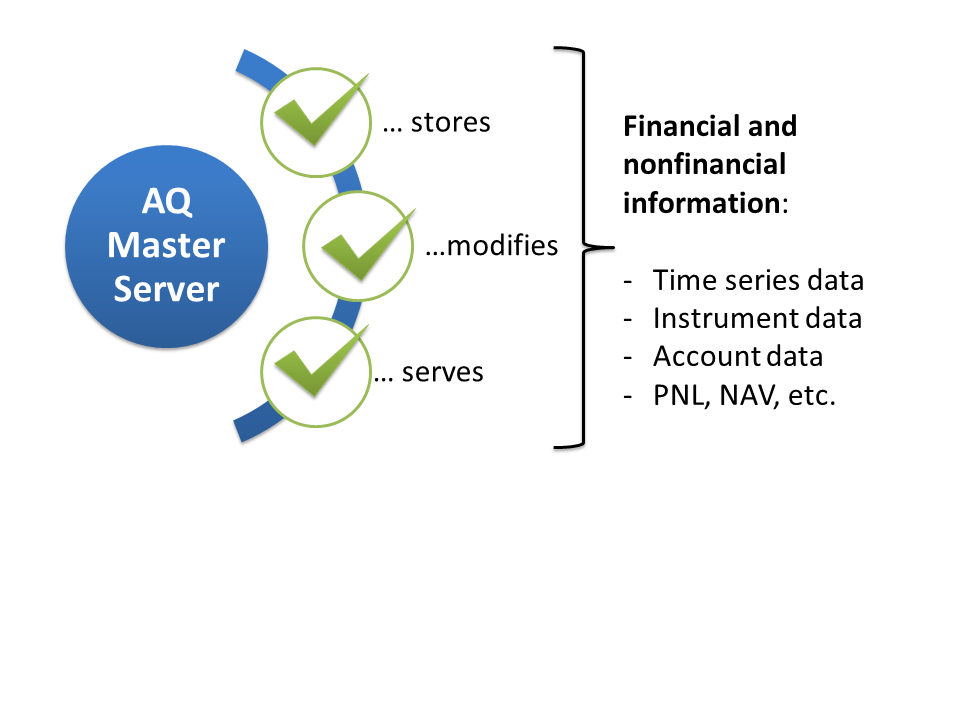 AQ
Master
Server
… stores
…modifies
… serves
Financial and
nonfinancial
information:
- Time series data
- Instrument data
- Account data
- PNL, NAV, etc.